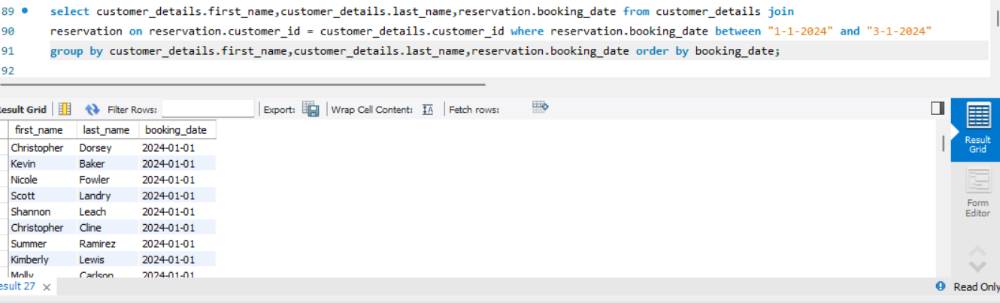 89 select customer_details.first_name,customer_details.last_name,reservation.booking_date from customer_details join
90 reservation on reservation.customer_id = customer_details.customer_id where reservation.booking_date between "1-1-2024" and "3-1-2024"
91 group by customer_details.first_name,customer_details.last_name,reservation.booking_date order by booking_date;
92
Result Grid Filter Rows: Export: Wrap Cell Content: IA Fetch rows:
first_name last_name booking_date
Christopher Dorsey 2024-01-01
Kevin Baker 2024-01-01
Nicole Fowler 2024-01-01
Scott Landry 2024-01-01
Shannon Leach 2024-01-01
Christopher Cline 2024-01-01
Summer Ramirez 2024-01-01
Kimberly Lewis 2024-01-01
Molly Carlson 2024-01-01
Result
Grid
Form
Editor
esult 27 Read Only